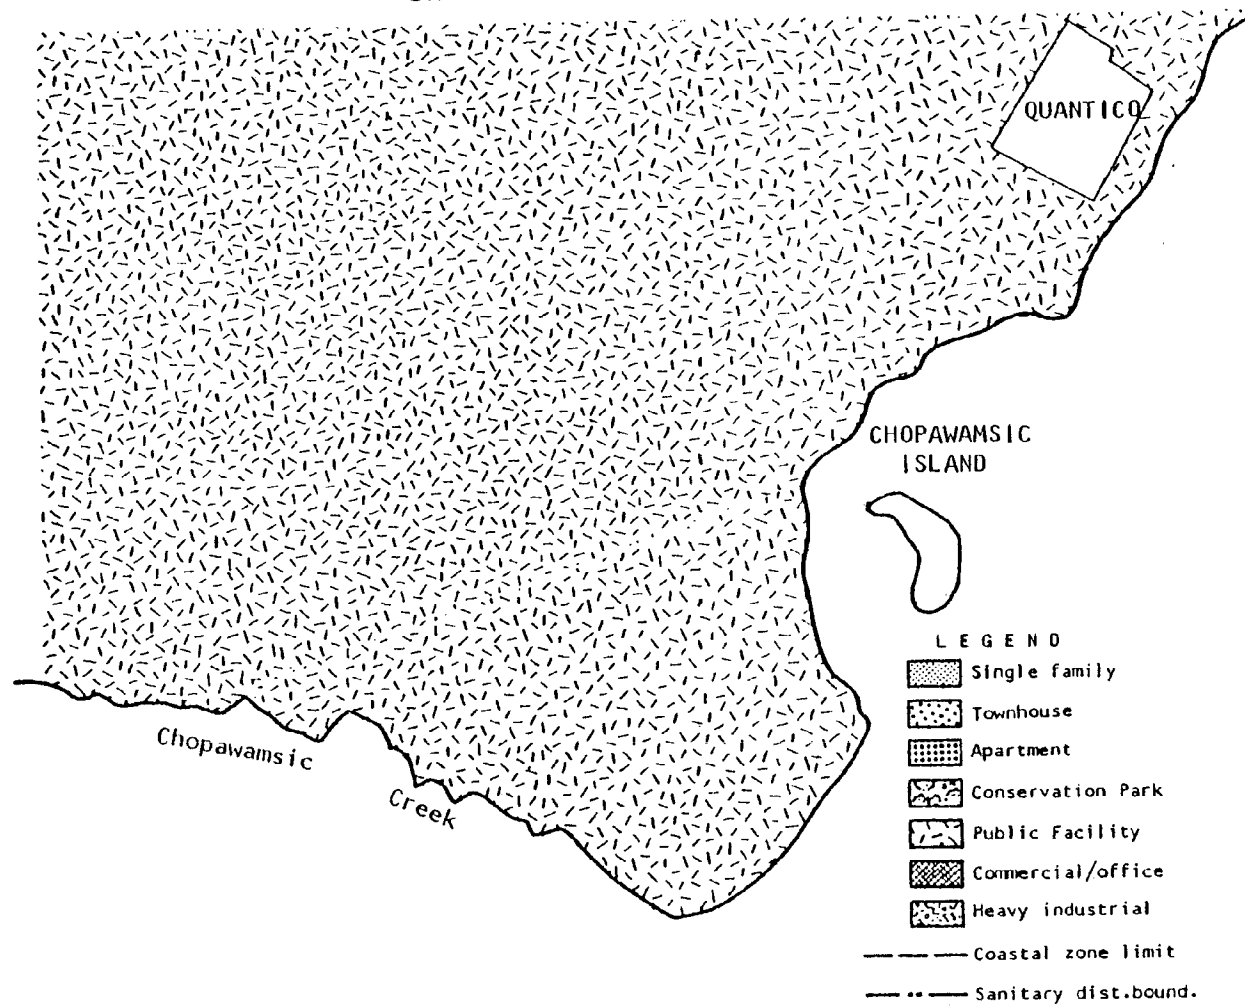 QUANTICO
CHOPAWAMSIC
ISLAND
Chopawamsic
Creek
LEGEND
Single family
Townhouse
Apartment
Conservation Park
Public Facility
Commercial/office
Heavy industrial
Coastal zone limit
Sanitary dist.bound.